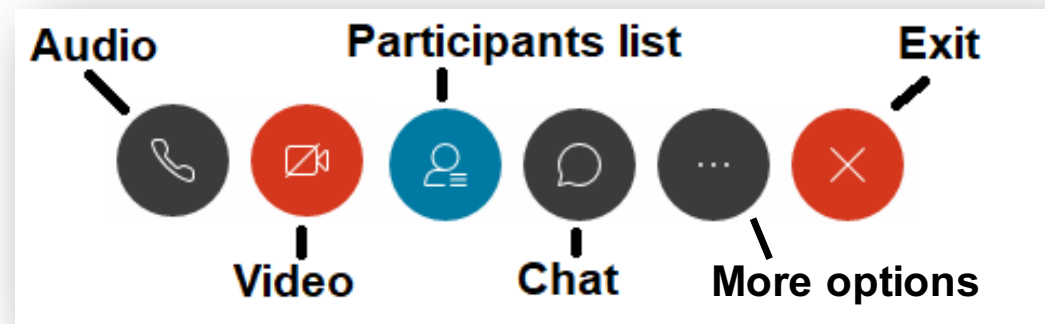 Audio
Participants list
Exit
Video
Chat
More options